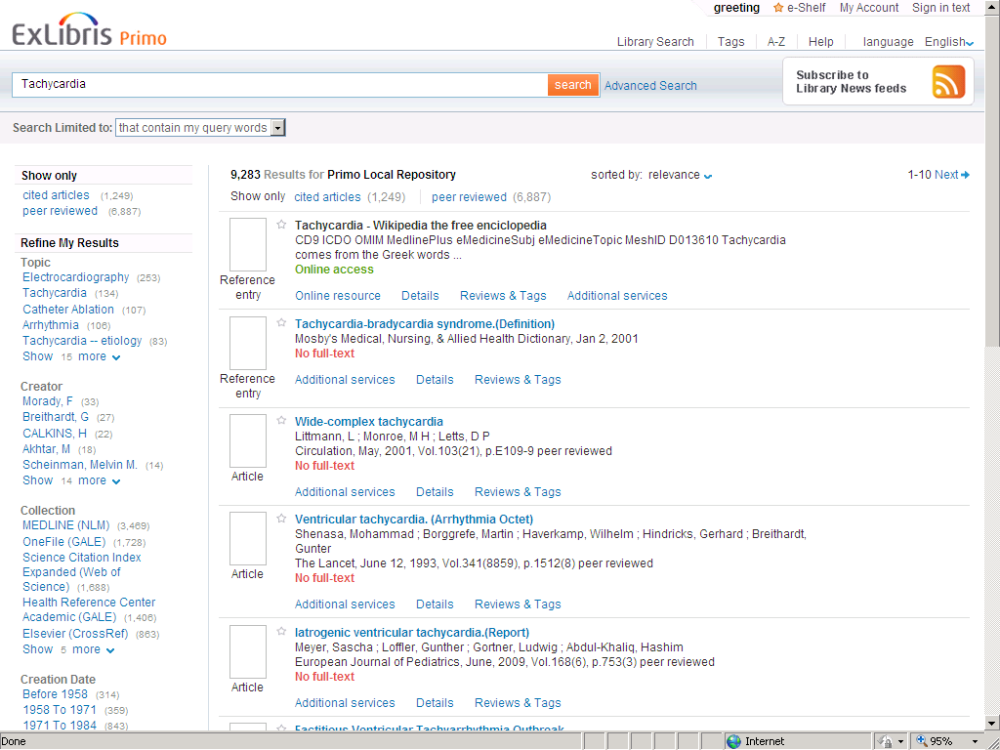 greeting e-Shelf My Account Sign in text
ExLibris Primo
Library Search Tags A-Z Help language English
Tachycardia search Advanced Search
Subscribe to
Library News feeds
Search Limited to: that contain my query words
Show only
cited articles (1,249)
peer reviewed (6,887)
Refine My Results
Topic
Electrocardiography (253)
Tachycardia (134)
Catheter Ablation (107)
Arrhythmia (106)
Tachycardia -- etiology (83)
Show 15 more
Creator
Morady, F (33)
Breithardt, G (27)
CALKINS, H (22)
Akhtar, M (18)
Scheinman, Melvin M. (14)
Show 14 more
Collection
MEDLINE (NLM) (3,469)
OneFile (GALE) (1,728)
Science Citation Index
Expanded (Web of
Science) (1,688)
Health Reference Center
Academic (GALE) (1,406)
Elsevier (CrossRef) (863)
Show 5 more
Creation Date
Before 1958 (314)
1958 To 1971 (359)
1971 To 1984 (843)
9,283 Results for Primo Local Repository sorted by: relevance 1-10 Next
Show only cited articles (1,249) peer reviewed (6,887)
Tachycardia - Wikipedia the free enciclopedia
CD9 ICDO OMIM MedlinePlus eMedicineSubj eMedicineTopic MeshID D013610 Tachycardia
comes from the Greek words ...
Online access
Reference
entry
Online resource Details Reviews & Tags Additional services
Tachycardia-bradycardia syndrome.(Definition)
Mosby's Medical, Nursing, & Allied Health Dictionary, Jan 2, 2001
No full-text
Reference
entry
Additional services Details Reviews & Tags
Wide-complex tachycardia
Littmann, L ; Monroe, M H ; Letts, D P
Circulation, May, 2001, Vol.103(21), p.E109-9 peer reviewed
No full-text
Article
Additional services Details Reviews & Tags
Ventricular tachycardia. (Arrhythmia Octet)
Shenasa, Mohammad ; Borggrefe, Martin ; Haverkamp, Wilhelm ; Hindricks, Gerhard ; Breithardt,
Gunter
The Lancet, June 12, 1993, Vol.341(8859), p.1512(8) peer reviewed
No full-text
Article
Additional services Details Reviews & Tags
Iatrogenic ventricular tachycardia.(Report)
Meyer, Sascha ; Loffler, Gunther ; Gortner, Ludwig ; Abdul-Khaliq, Hashim
European Journal of Pediatrics, June, 2009, Vol.168(6), p.753(3) peer reviewed
No full-text
Article
Additional services Details Reviews & Tags
Factitious Ventricular Tachyarrhythmia Outbreak
Done Internet 95%